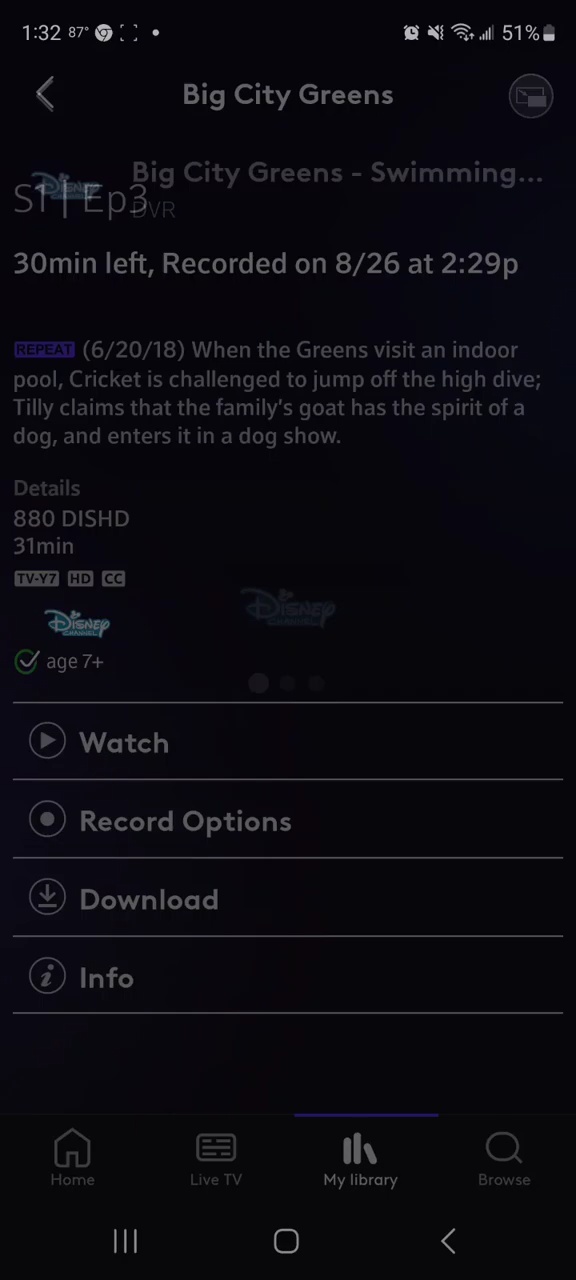 1:32 87° 51%
Big City Greens
Big City Greens - Swimming...
S1 | Ep3
DVR
30min left, Recorded on 8/26 at 2:29p
REPEAT (6/20/18) When the Greens visit an indoor
pool, Cricket is challenged to jump off the high dive;
Tilly claims that the family's goat has the spirit of a
dog, and enters it in a dog show.
Details
880 DISHD
31min
TV-Y7 HD CC
Disney
CHANNEL
Disney
CHANNEL
age 7+
Watch
Record Options
Download
Info
Home Live TV My library Browse